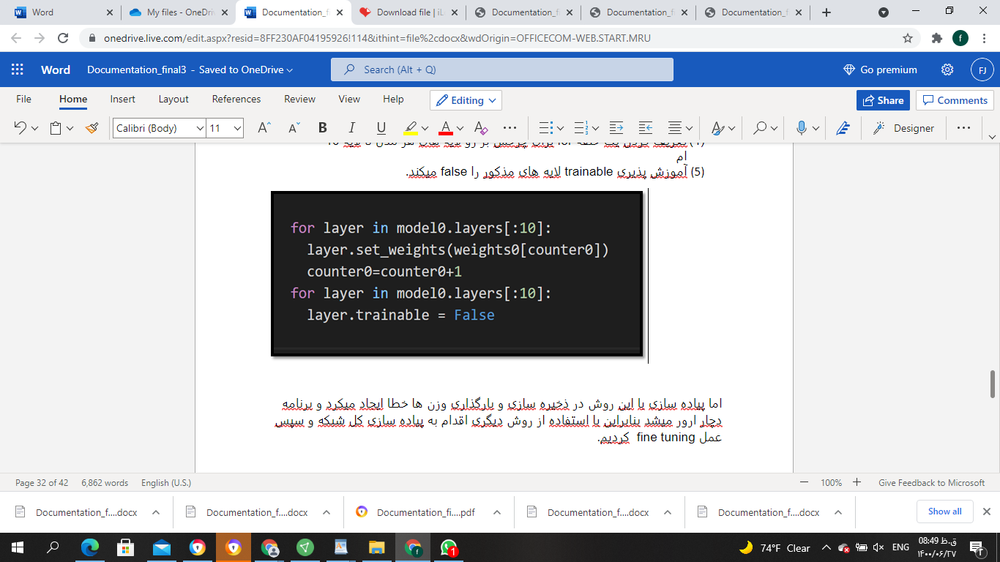 Word
My files - OneDri
Documentation_f
Download file | iL
Documentation_f
Documentation_f
Documentation_f
onedrive.live.com/edit.aspx?resid=8FF230AF04195926!114&ithint=file%2cdocx&wdOrigin=OFFICECOM-WEB.START.MRU
f
Word Documentation_final3 - Saved to OneDrive
Search (Alt + Q)
Go premium
FJ
File Home Insert Layout References Review View Help Editing Share Comments
Calibri (Body) 11 B I U A Designer
ام
(5) آموزش پذیری trainable لایه های مذکور را false میکند.
for layer in model0.layers[:10]:
layer.set_weights(weights0[counter0])
counter0=counter0+1
for layer in model0.layers[:10]:
layer.trainable = False
اما پیاده سازی با این روش در ذخیره سازی و بارگذاری وزن ها خطا ایجاد میکرد و برنامه
دچار ارور میشد بنابراین با استفاده از روش دیگری اقدام به پیاده سازی کل شبکه و سپس
عمل fine tuning کردیم.
Page 32 of 42 6,862 words English (U.S.) 100% Give Feedback to Microsoft
Documentation_f....docx
Documentation_f....docx
Documentation_fi....pdf
Documentation_f....docx
Documentation_f....docx
Show all
74°F Clear
ENG
08:49 ق.ظ
۱۴۰۰/۰۶/۲۷